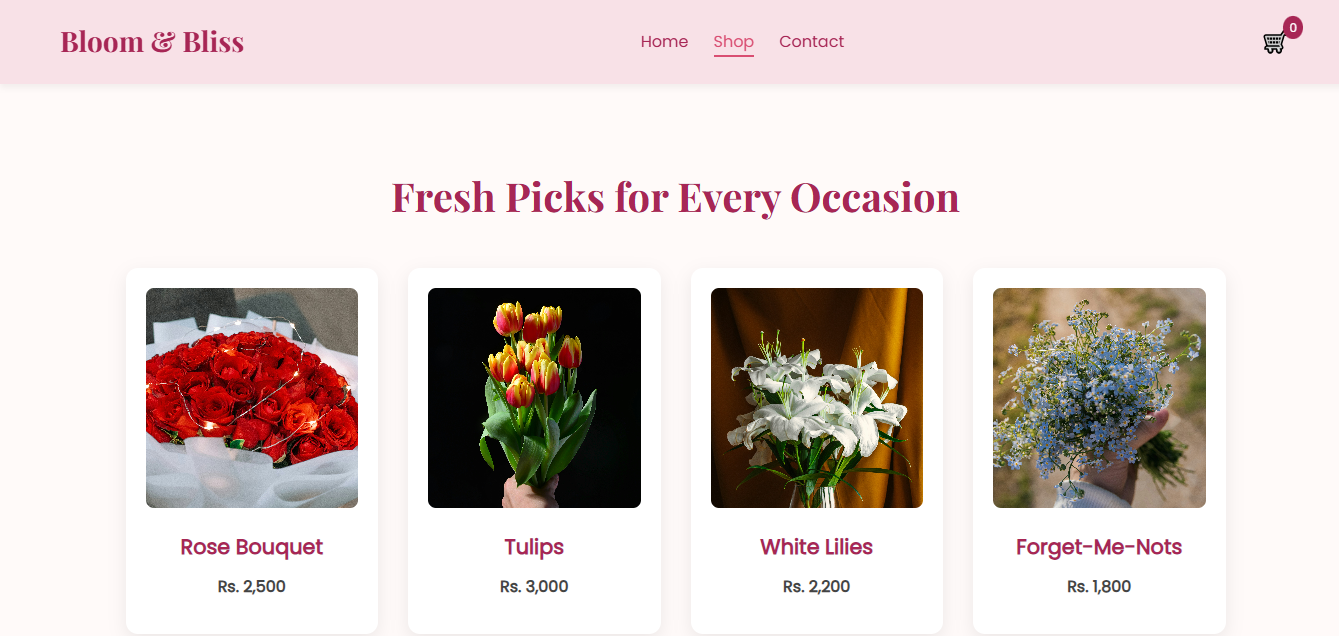 Bloom & Bliss
Home Shop Contact
0
Fresh Picks for Every Occasion
Rose Bouquet
Rs. 2,500
Tulips
Rs. 3,000
White Lilies
Rs. 2,200
Forget-Me-Nots
Rs. 1,800